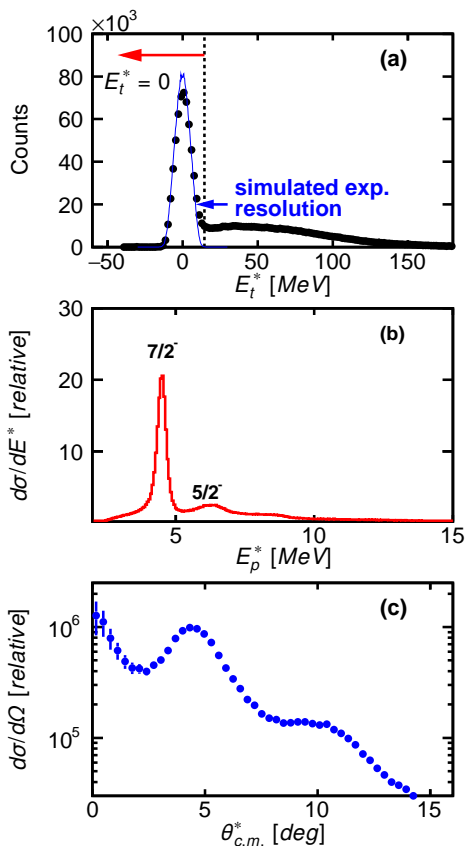 ×10³
100
80
60
40
20
0
Counts
(a)
E*t = 0
simulated exp.
resolution
−50 0 50 100 150
E*t [MeV]
30
20
10
dσ/dE* [relative]
(b)
7/2-
5/2-
5 10 15
E*p [MeV]
10⁶
10⁵
dσ/dΩ [relative]
(c)
0 5 10 15
θ*c.m. [deg]